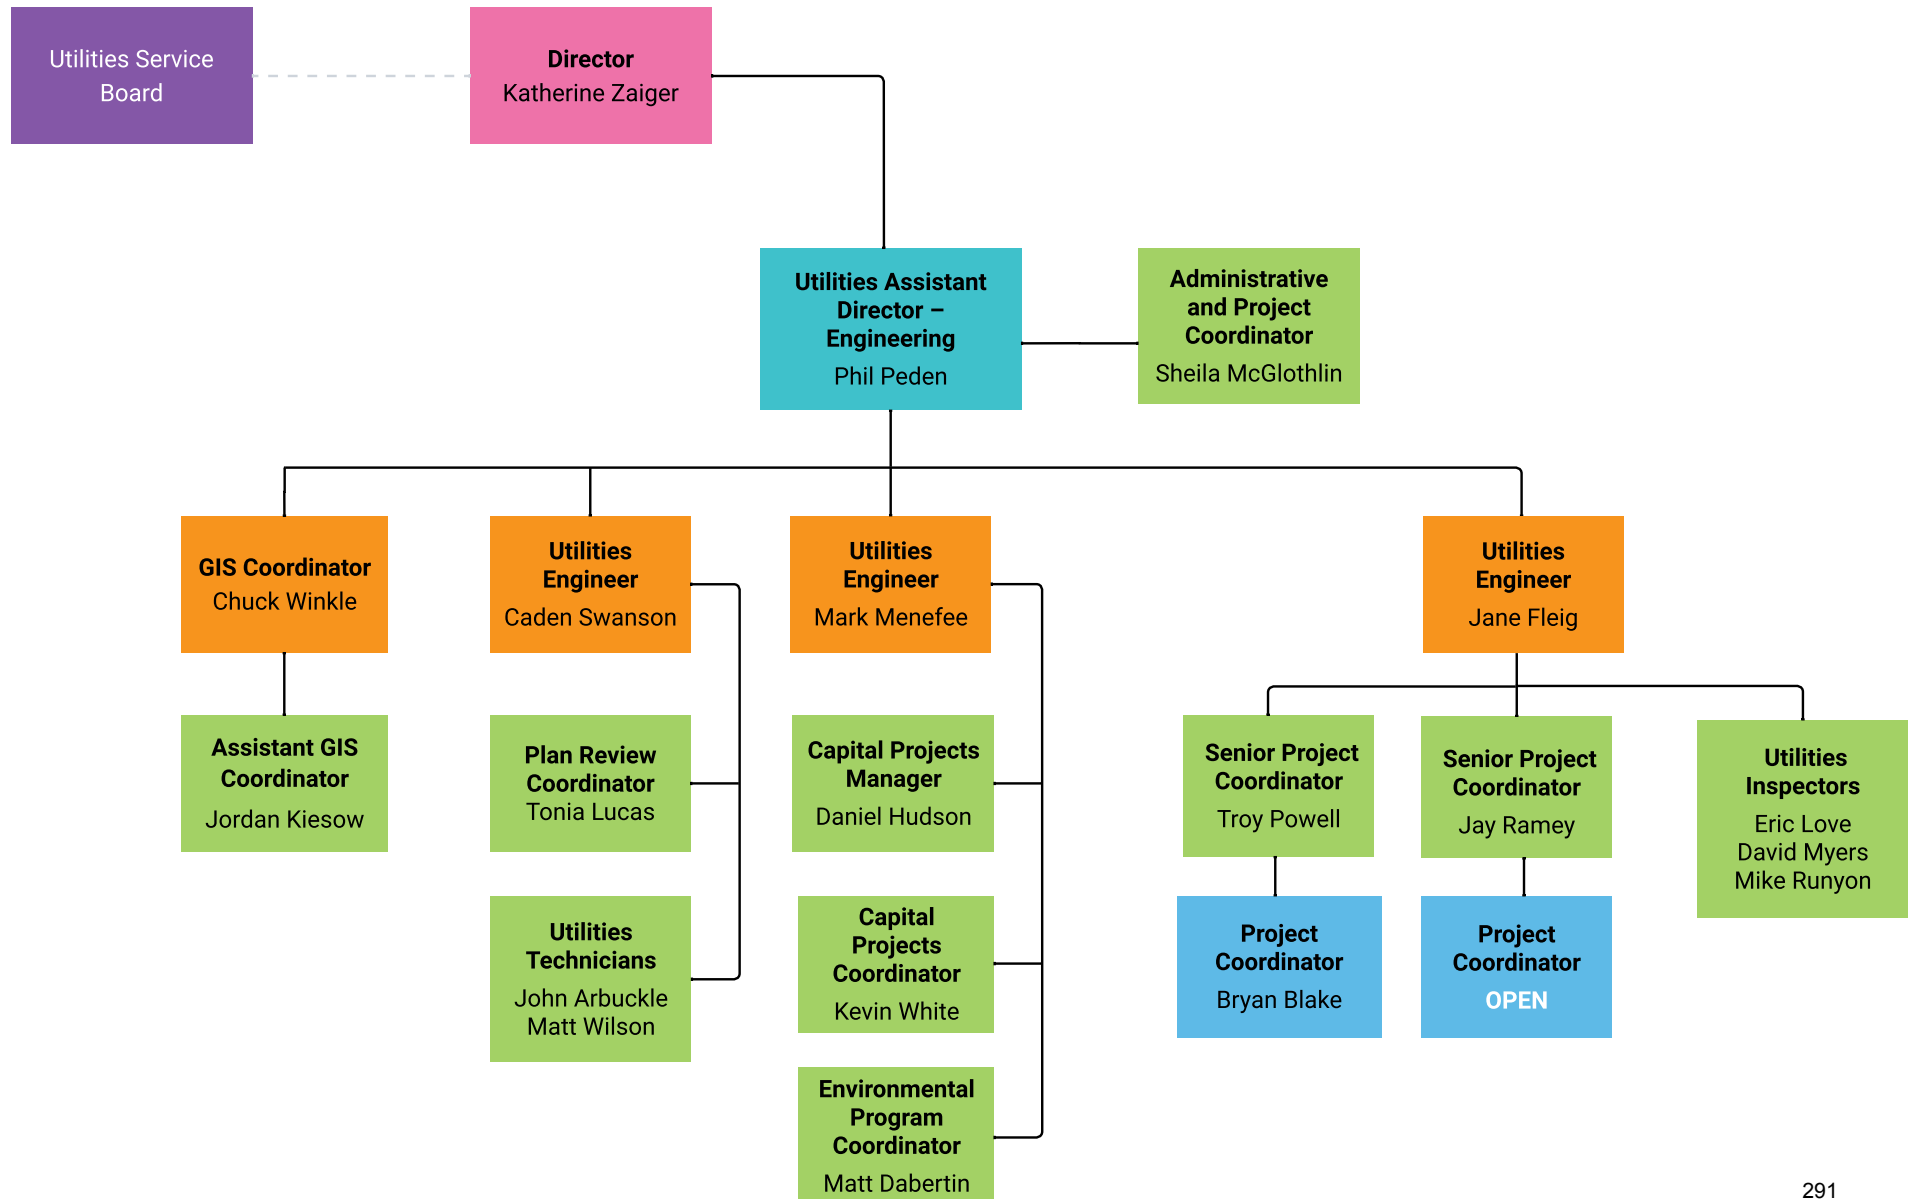 Utilities Service
Board
Director
Katherine Zaiger
Utilities Assistant
Director –
Engineering
Phil Peden
Administrative
and Project
Coordinator
Sheila McGlothlin
GIS Coordinator
Chuck Winkle
Utilities
Engineer
Caden Swanson
Utilities
Engineer
Mark Menefee
Utilities
Engineer
Jane Fleig
Assistant GIS
Coordinator
Jordan Kiesow
Plan Review
Coordinator
Tonia Lucas
Capital Projects
Manager
Daniel Hudson
Senior Project
Coordinator
Troy Powell
Senior Project
Coordinator
Jay Ramey
Utilities
Inspectors
Eric Love
David Myers
Mike Runyon
Utilities
Technicians
John Arbuckle
Matt Wilson
Capital
Projects
Coordinator
Kevin White
Project
Coordinator
Bryan Blake
Project
Coordinator
OPEN
Environmental
Program
Coordinator
Matt Dabertin
291